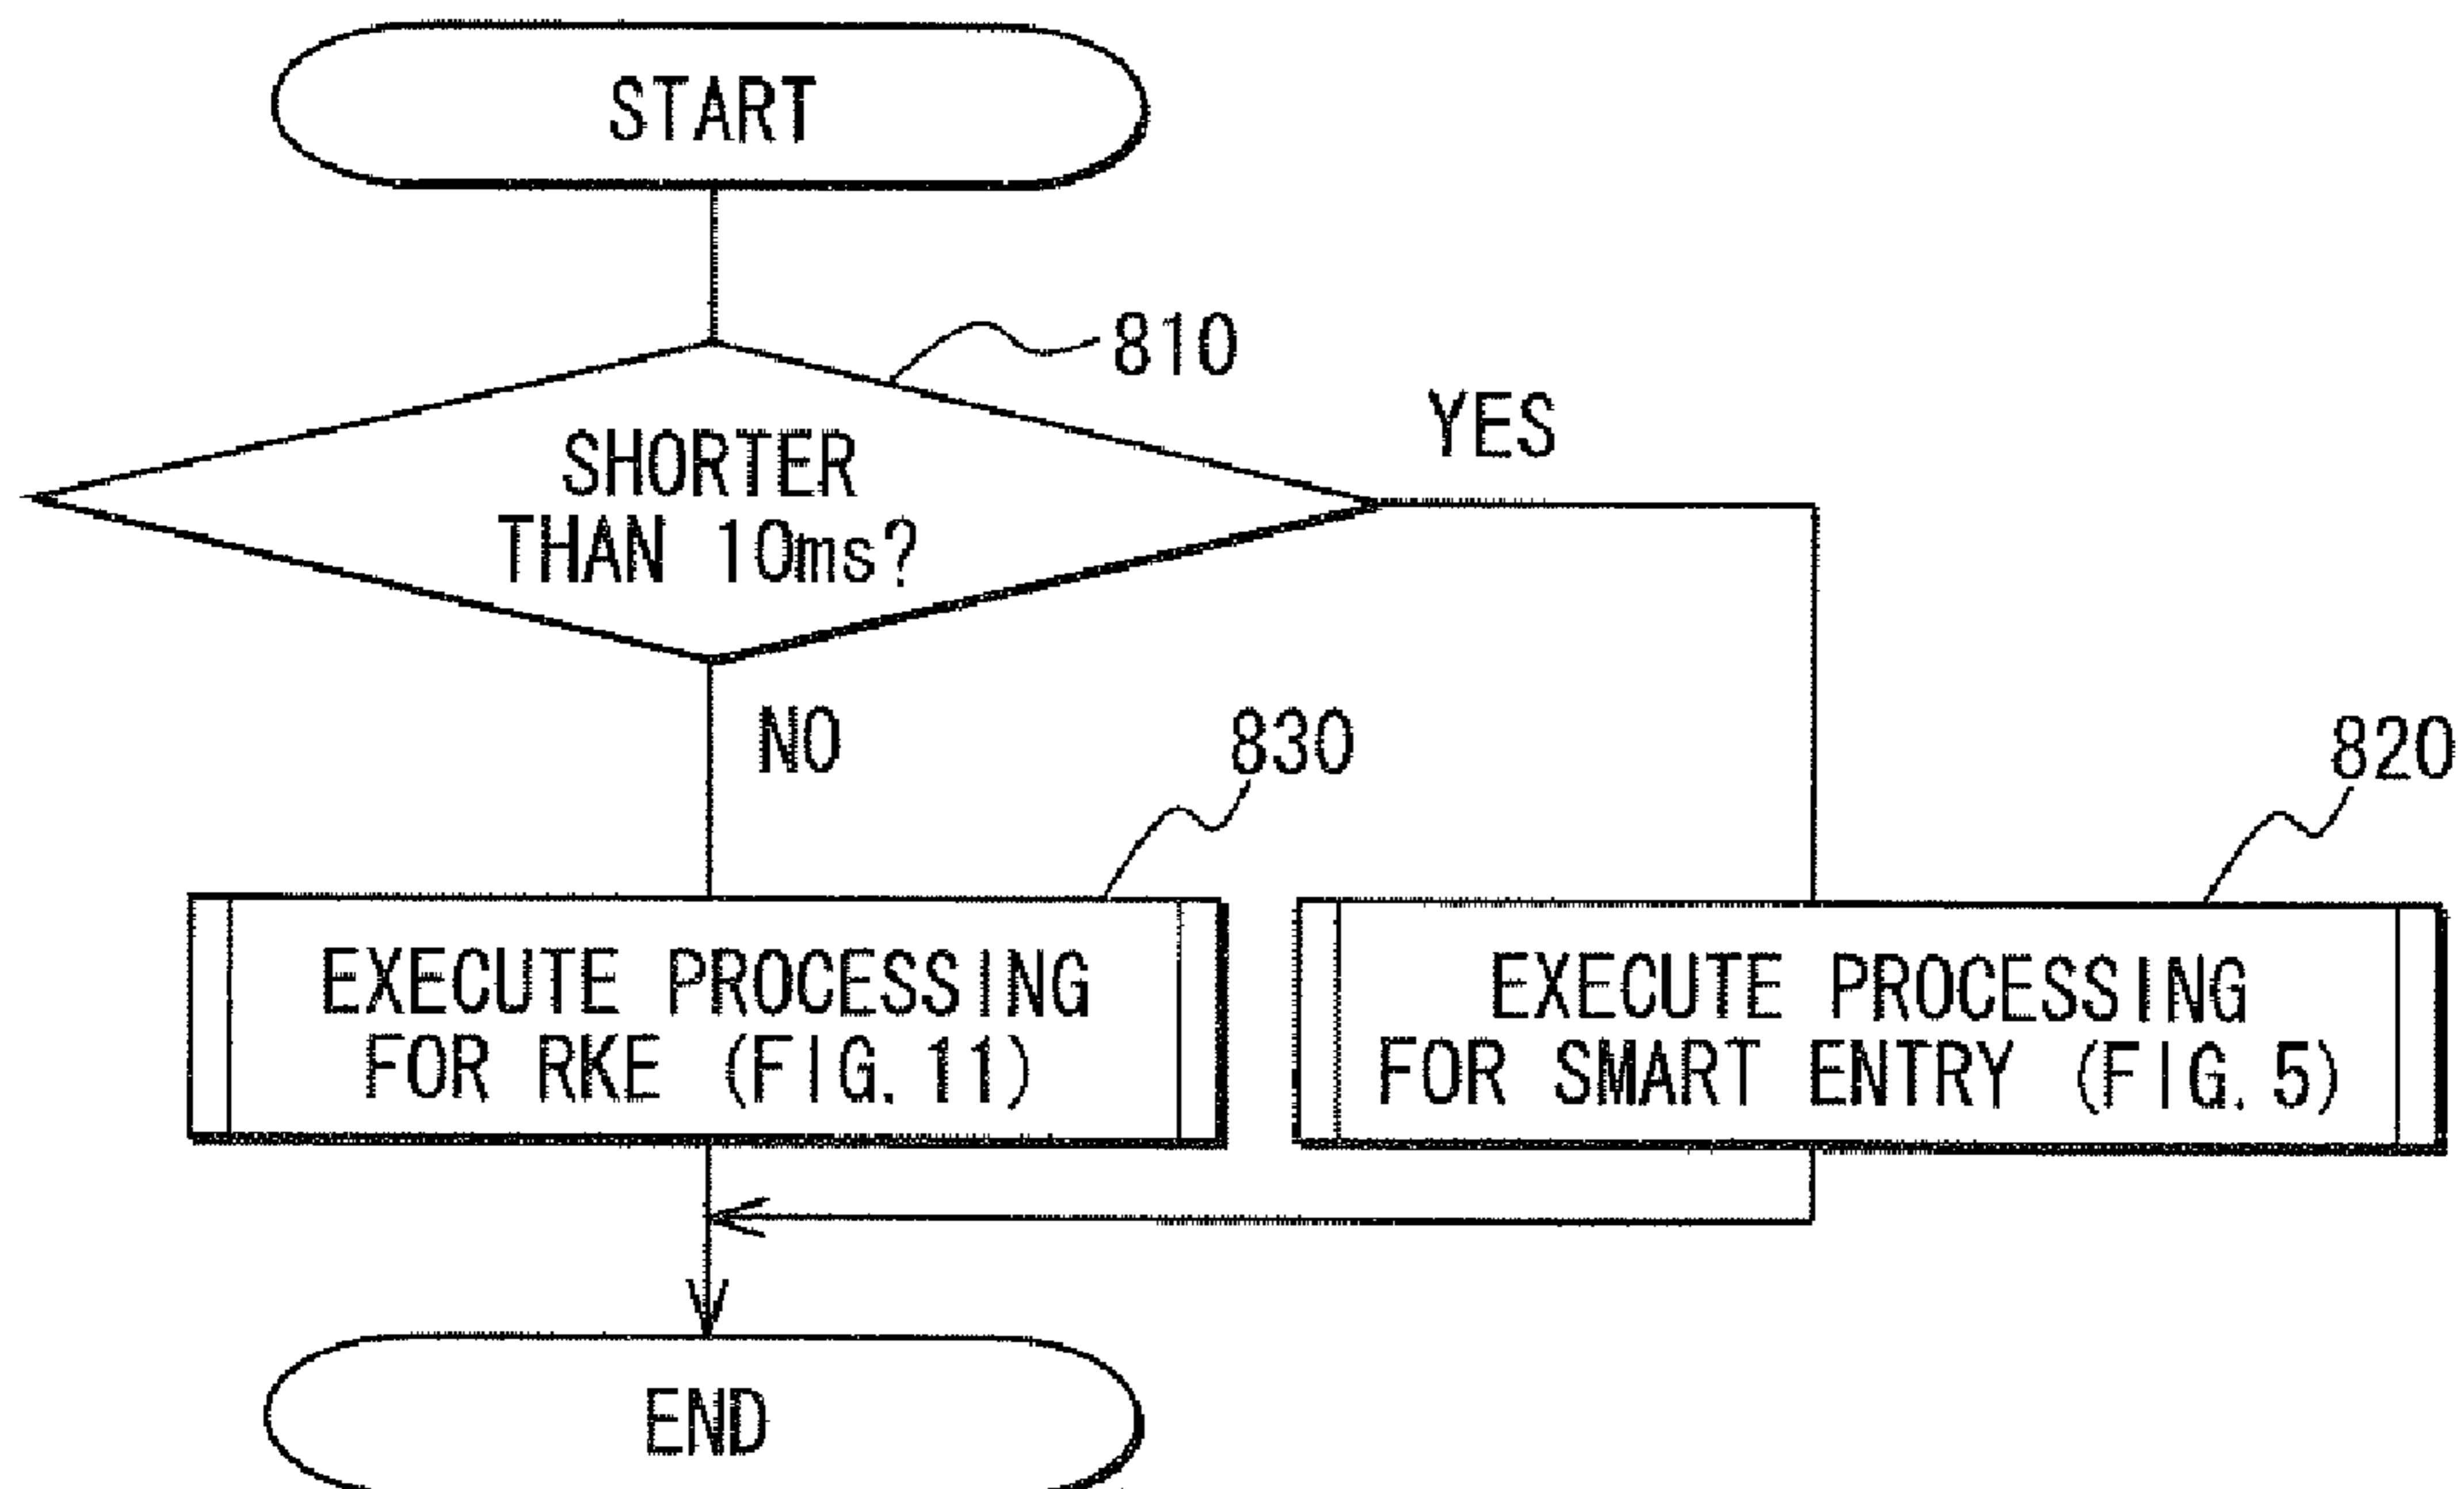 START
810
SHORTER
THAN 10ms?
YES
NO
830
820
EXECUTE PROCESSING
FOR RKE (FIG. 11)
EXECUTE PROCESSING
FOR SMART ENTRY (FIG. 5)
END